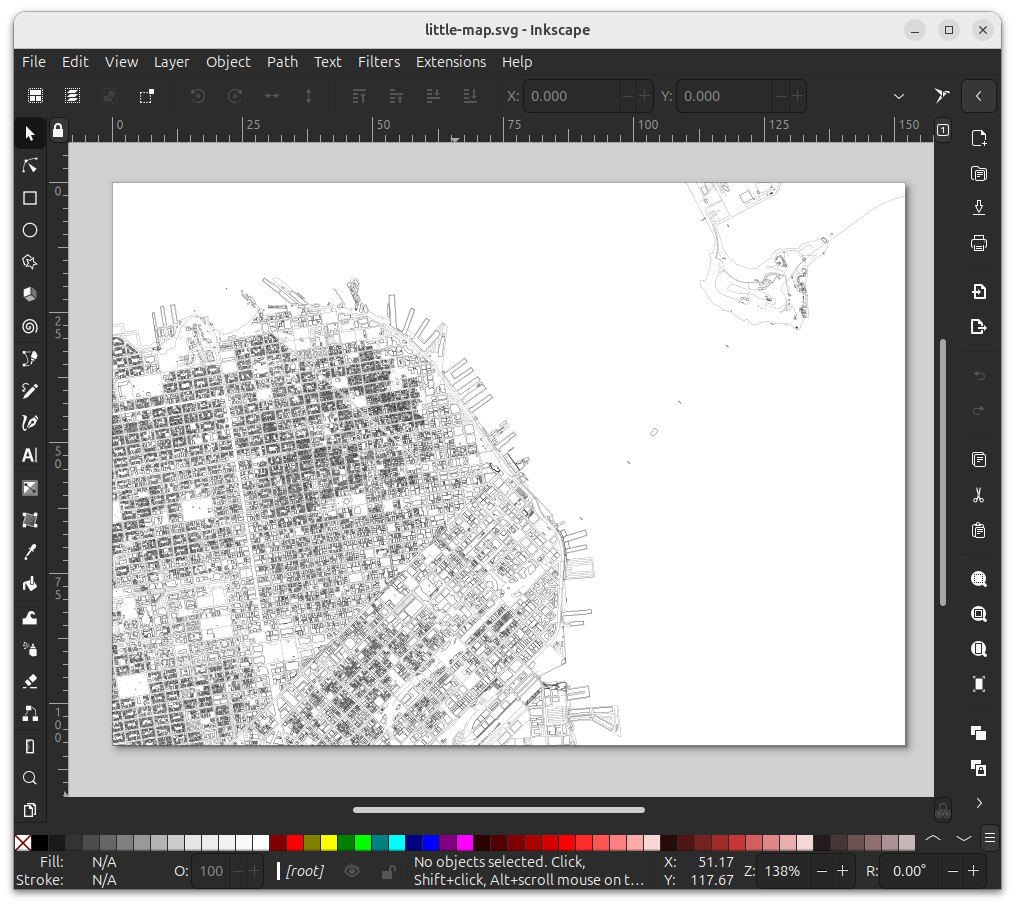 little-map.svg - Inkscape
File Edit View Layer Object Path Text Filters Extensions Help
X: 0.000 Y: 0.000
0 25 50 75 100 125 150
1
0
25
50
75
100
A
Fill: N/A
Stroke: N/A
O: 100
[root]
No objects selected. Click,
Shift+click, Alt+scroll mouse on t…
X: 51.17
Y: 117.67
Z: 138%
R: 0.00°